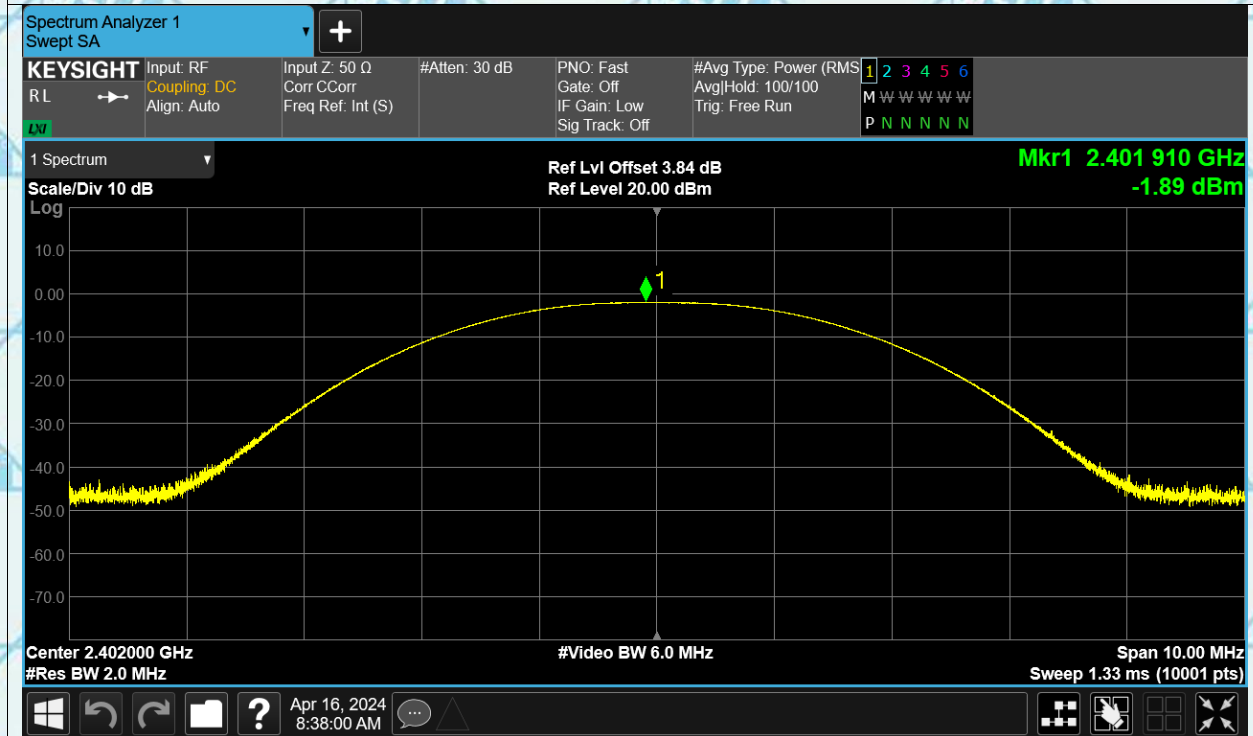 Spectrum Analyzer 1
Swept SA
KEYSIGHT
R L
LXI
Input: RF
Coupling: DC
Align: Auto
Input Z: 50 Ω
Corr CCorr
Freq Ref: Int (S)
#Atten: 30 dB
PNO: Fast
Gate: Off
IF Gain: Low
Sig Track: Off
#Avg Type: Power (RMS
Avg|Hold: 100/100
Trig: Free Run
1 2 3 4 5 6
M W W W W W
P N N N N N
1 Spectrum
Scale/Div 10 dB
Log
Ref Lvl Offset 3.84 dB
Ref Level 20.00 dBm
Mkr1 2.401 910 GHz
-1.89 dBm
1
10.0
0.00
-10.0
-20.0
-30.0
-40.0
-50.0
-60.0
-70.0
Center 2.402000 GHz
#Res BW 2.0 MHz
#Video BW 6.0 MHz
Span 10.00 MHz
Sweep 1.33 ms (10001 pts)
?
Apr 16, 2024
8:38:00 AM